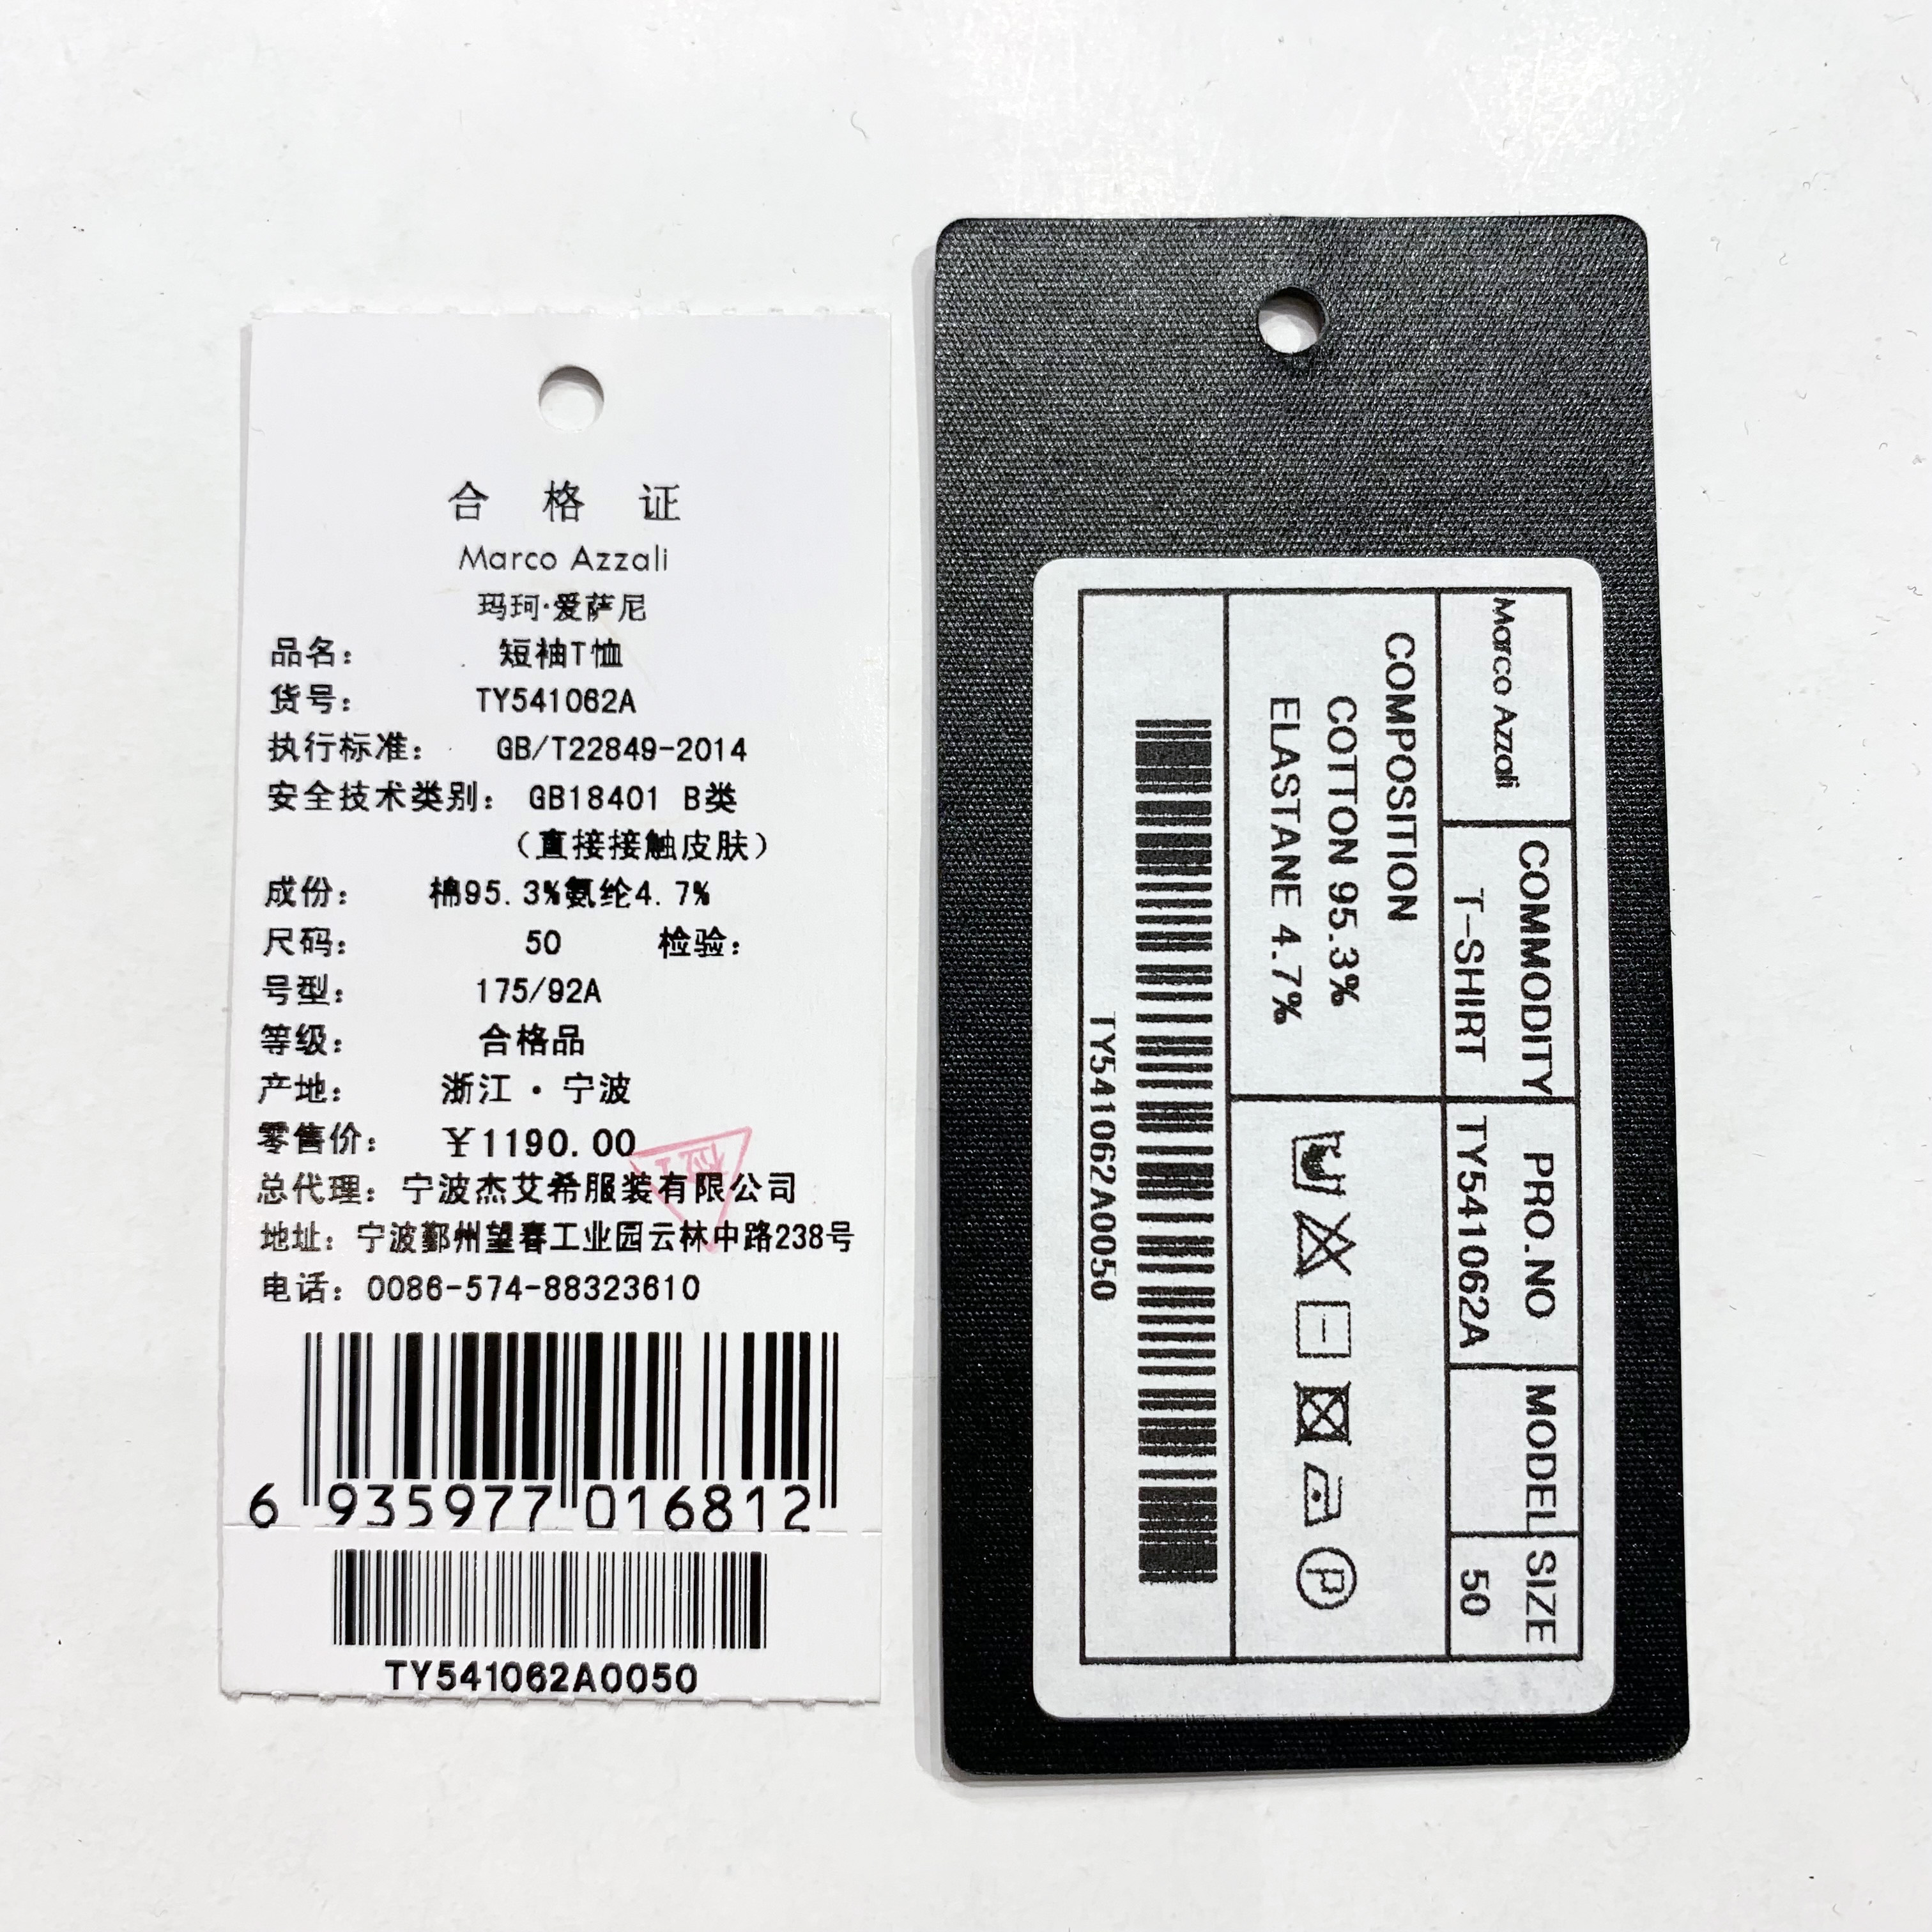 合 格 证
Marco Azzali
玛珂·爱萨尼
品名： 短袖T恤
货号： TY541062A
执行标准： GB/T22849-2014
安全技术类别： GB18401 B类
（直接接触皮肤）
成份： 棉95.3%氨纶4.7%
尺码： 50 检验：
号型： 175/92A
等级： 合格品
产地： 浙江·宁波
零售价： ￥1190.00
总代理：宁波杰艾希服装有限公司
地址：宁波鄞州望春工业园云林中路238号
电话：0086-574-88323610
6 935977 016812
TY541062A0050
Marco Azzali
COMMODITY
T-SHIRT
PRO.NO
TY541062A
MODEL
SIZE
50
COMPOSITION
COTTON 95.3%
ELASTANE 4.7%
P
TY541062A0050